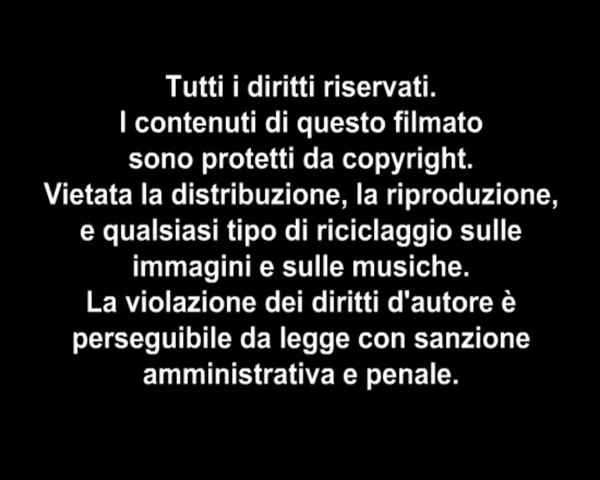 Tutti i diritti riservati.
I contenuti di questo filmato
sono protetti da copyright.
Vietata la distribuzione, la riproduzione,
e qualsiasi tipo di riciclaggio sulle
immagini e sulle musiche.
La violazione dei diritti d'autore è
perseguibile da legge con sanzione
amministrativa e penale.